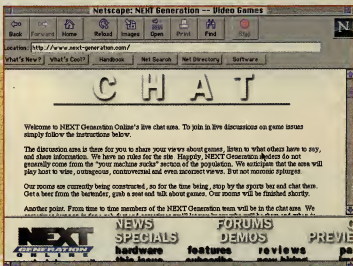 Netscape: NEXT Generation -- Video Games
Back Forward Home Reload Images Open Print Find Stop
N
Location: http://www.next-generation.com/
What's New? What's Cool? Handbook Net Search Net Directory Software
CHAT
Welcome to NEXT Generation Online's live chat area. To join in live discussions on game issues
simply follow the instructions below.
The discussion area is there for you to share your views about games, listen to what others have to say,
and share information. We have no rules for the site. Happily, NEXT Generation readers do not
generally come from the "your machine sucks" section of the population. We anticipate that the area will
play host to wise, outrageous, controversial and even incorrect views. But not moronic splurges.
Our rooms are currently being constructed, so for the time being, stop by the sports bar and chat there.
Get a beer from the bartender, grab a seat and talk about games. Our rooms will be finished shortly.
Another point. From time to time members of the NEXT Generation team will be in the chat area. We
NEXT
GENERATION
ONLINE
NEWS FORUMS
SPECIALS DEMOS PREVIE
hardware features reviews